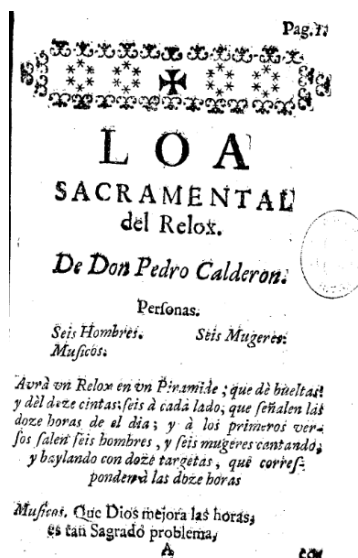 Pag. 1.
LOA
SACRAMENTAL
del Relox.
De Don Pedro Calderon.
Perſonas.
Seis Hombres. Seis Mugeres.
Muſicos.
Avrà vn Relox en vn Piramide; que dè bueltas,
y dèl doze cintas: ſeis à cada lado, que ſeñalen las
doze horas de el dia; y à los primeros ver-
ſos ſalen ſeis hombres, y ſeis mugeres cantando,
y baylando con doze targetas, que correſ-
pondená las doze horas
Muſicos. Que Dios mejora las horas,
es tan Sagrado problema,
A con